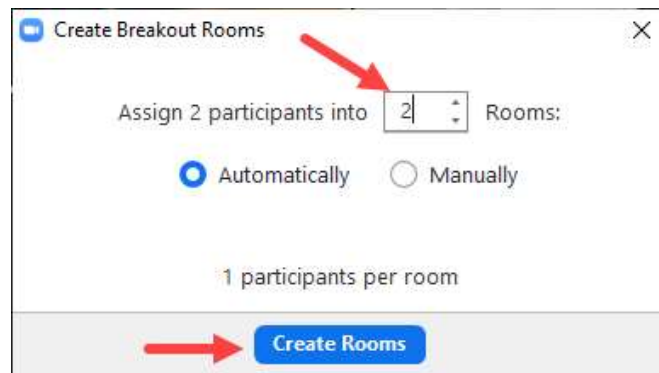 Create Breakout Rooms
Assign 2 participants into 2 Rooms:
Automatically Manually
1 participants per room
Create Rooms